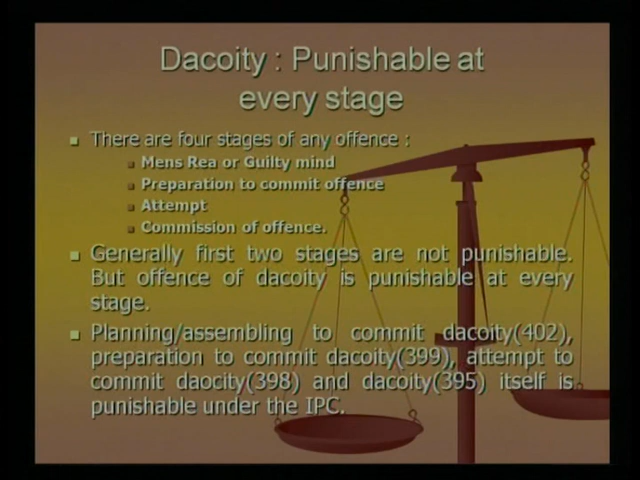 Dacoity : Punishable at
every stage
There are four stages of any offence :
Mens Rea or Guilty mind
Preparation to commit offence
Attempt
Commission of offence.
Generally first two stages are not punishable.
But offence of dacoity is punishable at every
stage.
Planning/assembling to commit dacoity(402),
preparation to commit dacoity(399), attempt to
commit daocity(398) and dacoity(395) itself is
punishable under the IPC.